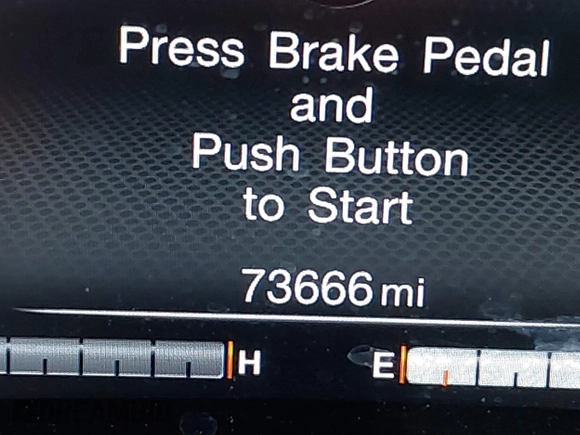 Press Brake Pedal
and
Push Button
to Start
73666 mi
H E